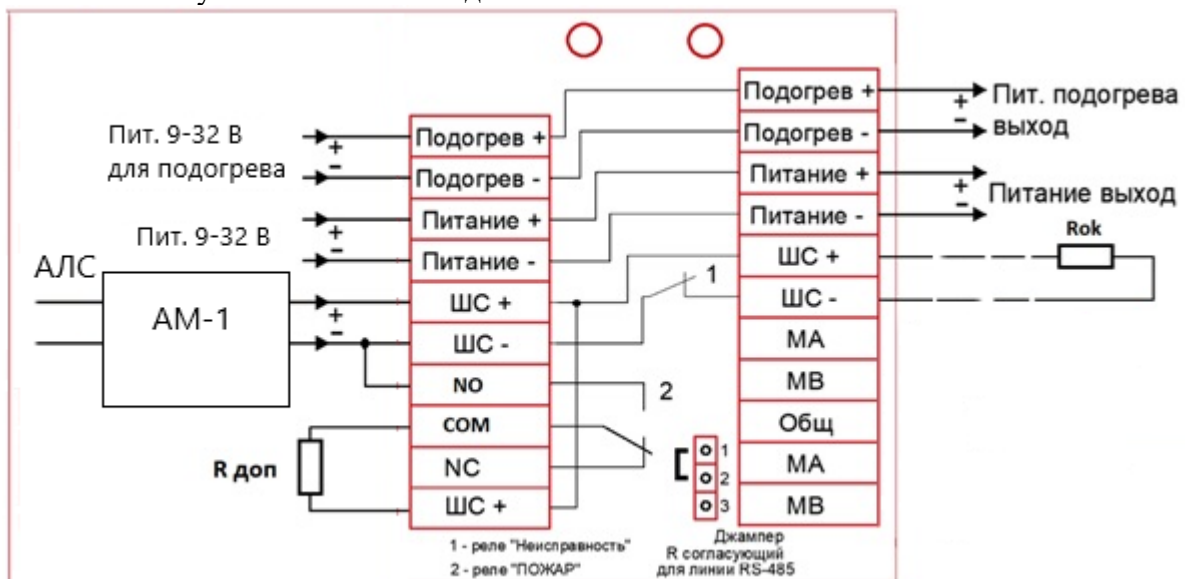 Пит. 9-32 В
для подогрева
Пит. 9-32 В
АЛС
АМ-1
R доп
+
-
+
-
+
-
Подогрев +
Подогрев -
Питание +
Питание -
ШС +
ШС -
NO
COM
NC
ШС +
1
2
1
2
3
Подогрев +
Подогрев -
Питание +
Питание -
ШС +
ШС -
МА
МВ
Общ
МА
МВ
+
-
Пит. подогрева
выход
+
-
Питание выход
Rok
1 - реле "Неисправность"
2 - реле "ПОЖАР"
Джампер
R согласующий
для линии RS-485